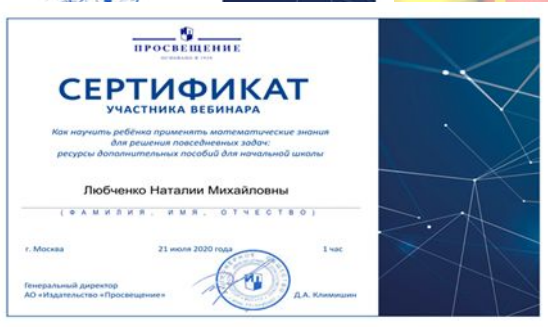 ПРОСВЕЩЕНИЕ
СЕРТИФИКАТ
УЧАСТНИКА ВЕБИНАРА
Как научить ребёнка применять математические знания
для решения повседневных задач:
ресурсы дополнительных пособий для начальной школы
Любченко Наталии Михайловны
( ФАМИЛИЯ, ИМЯ, ОТЧЕСТВО )
г. Москва 21 июля 2020 года 1 час
Генеральный директор
АО «Издательство «Просвещение» Д.А. Климишин